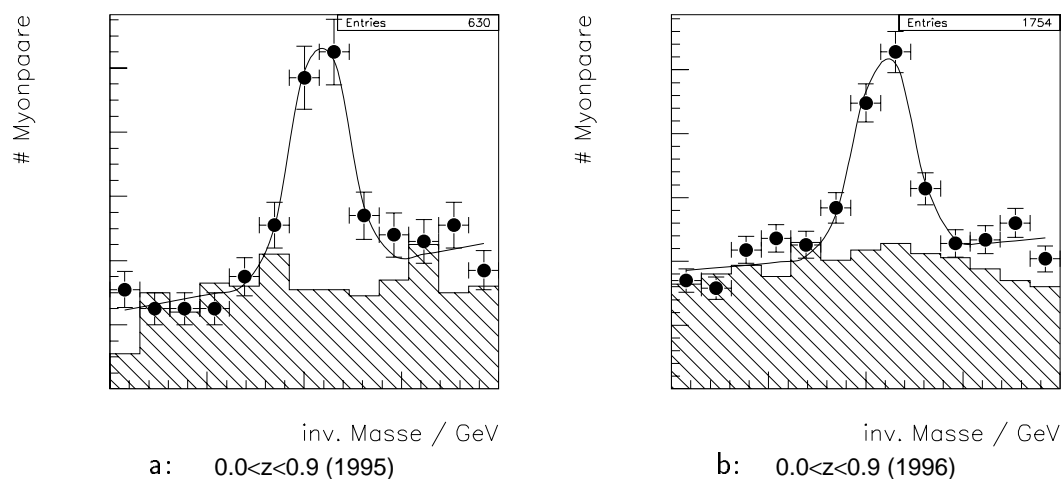 Entries 630
# Myonpaare
inv. Masse / GeV
a: 0.0<z<0.9 (1995)
Entries 1754
# Myonpaare
inv. Masse / GeV
b: 0.0<z<0.9 (1996)